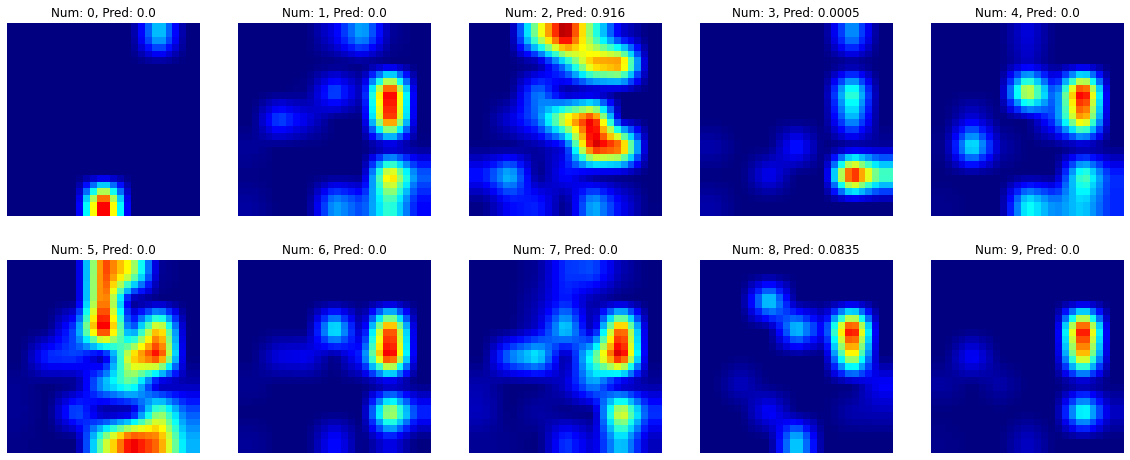 Num: 0, Pred: 0.0
Num: 1, Pred: 0.0
Num: 2, Pred: 0.916
Num: 3, Pred: 0.0005
Num: 4, Pred: 0.0
Num: 5, Pred: 0.0
Num: 6, Pred: 0.0
Num: 7, Pred: 0.0
Num: 8, Pred: 0.0835
Num: 9, Pred: 0.0